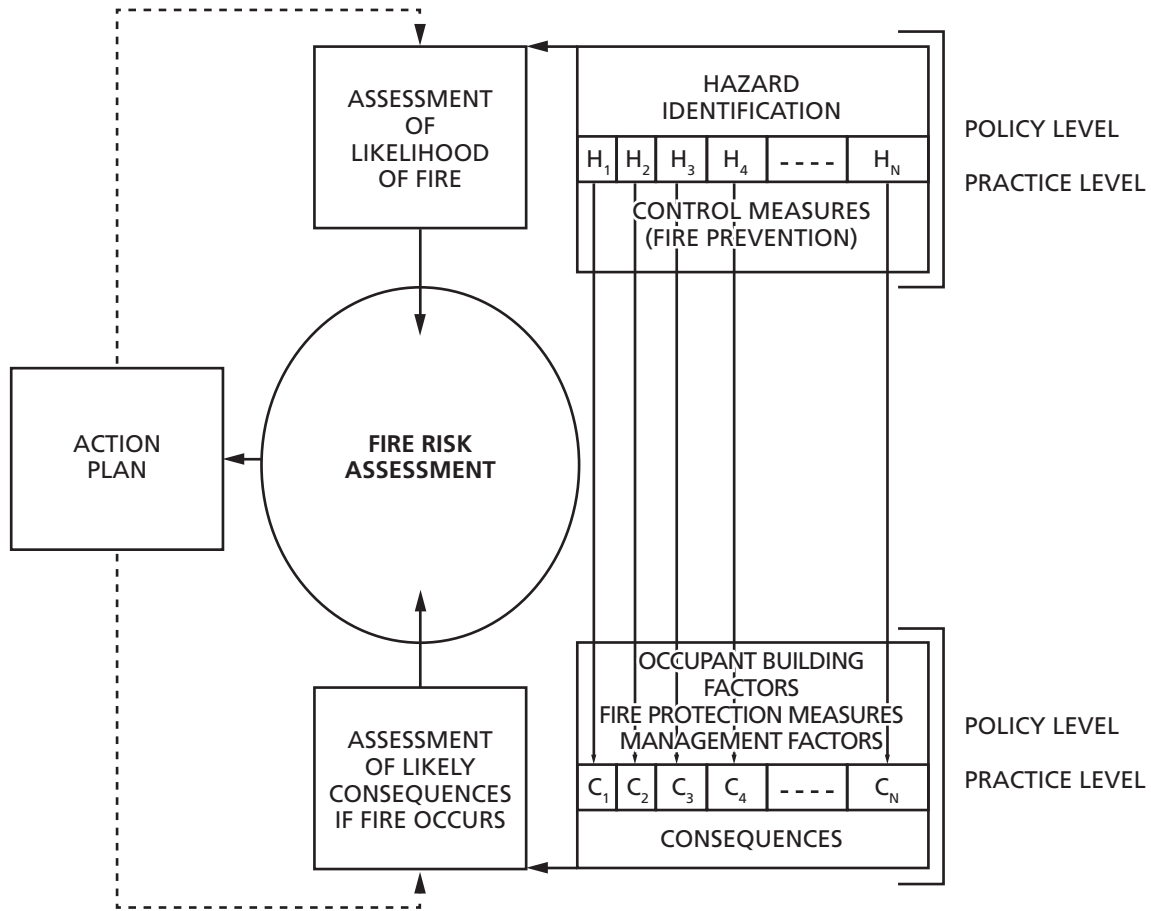 ASSESSMENT
OF
LIKELIHOOD
OF FIRE
HAZARD
IDENTIFICATION
H₁ H₂ H₃ H₄ ---- H_N
CONTROL MEASURES
(FIRE PREVENTION)
POLICY LEVEL
PRACTICE LEVEL
ACTION
PLAN
FIRE RISK
ASSESSMENT
ASSESSMENT
OF LIKELY
CONSEQUENCES
IF FIRE OCCURS
OCCUPANT BUILDING
FACTORS
FIRE PROTECTION MEASURES
MANAGEMENT FACTORS
C₁ C₂ C₃ C₄ ---- C_N
CONSEQUENCES
POLICY LEVEL
PRACTICE LEVEL